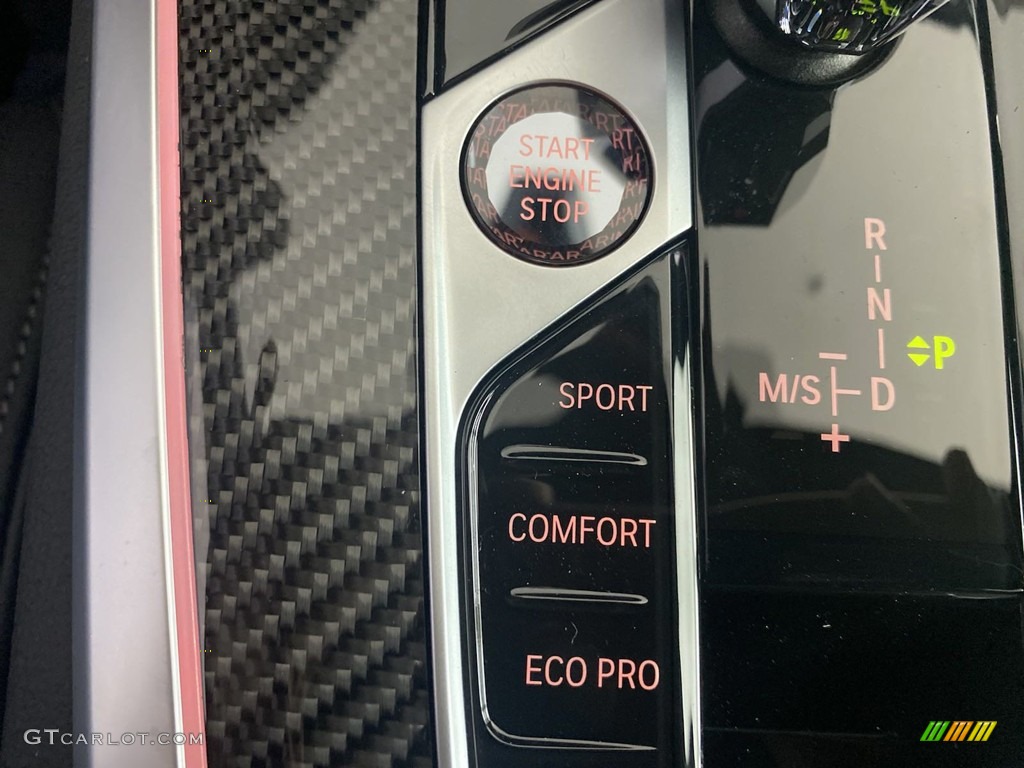 START
ENGINE
STOP
R
N
P
SPORT
M/S
D
−
+
COMFORT
ECO PRO
GTCARLOT.COM